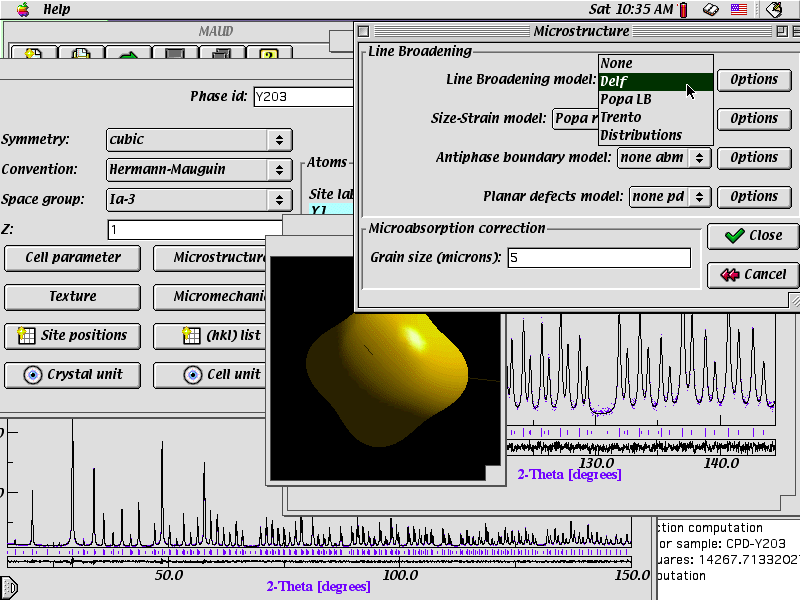 Help
Sat 10:35 AM
MAUD
Microstructure
Phase id: Y2O3
Symmetry: cubic
Convention: Hermann-Mauguin
Space group: Ia-3
Z: 1
Atoms
Site lab
Y1
Cell parameter
Microstructure
Texture
Micromechani
Site positions
(hkl) list
Crystal unit
Cell unit
Line Broadening
Line Broadening model:
None
Delf
Popa LB
Trento
Distributions
Options
Size-Strain model: Popa r
Options
Antiphase boundary model: none abm
Options
Planar defects model: none pd
Options
Microabsorption correction
Grain size (microns): 5
Close
Cancel
130.0 140.0
2-Theta [degrees]
50.0 100.0 150.0
2-Theta [degrees]
ction computation
or sample: CPD-Y2O3
uares: 14267.7133202
putation